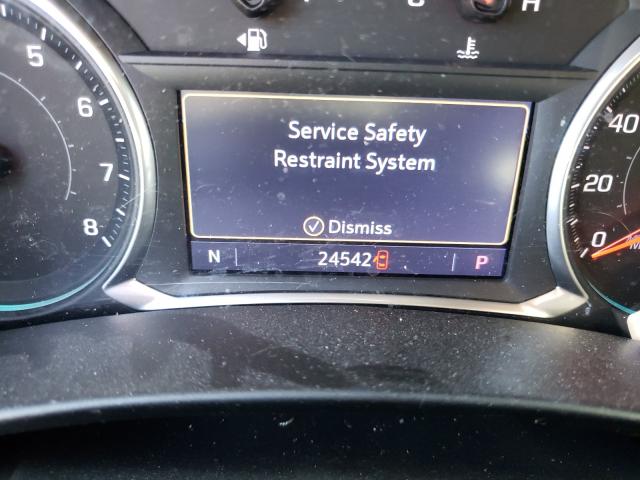 C H
5
6
7
8
Service Safety
Restraint System
Dismiss
N 24542 P
40
20
0